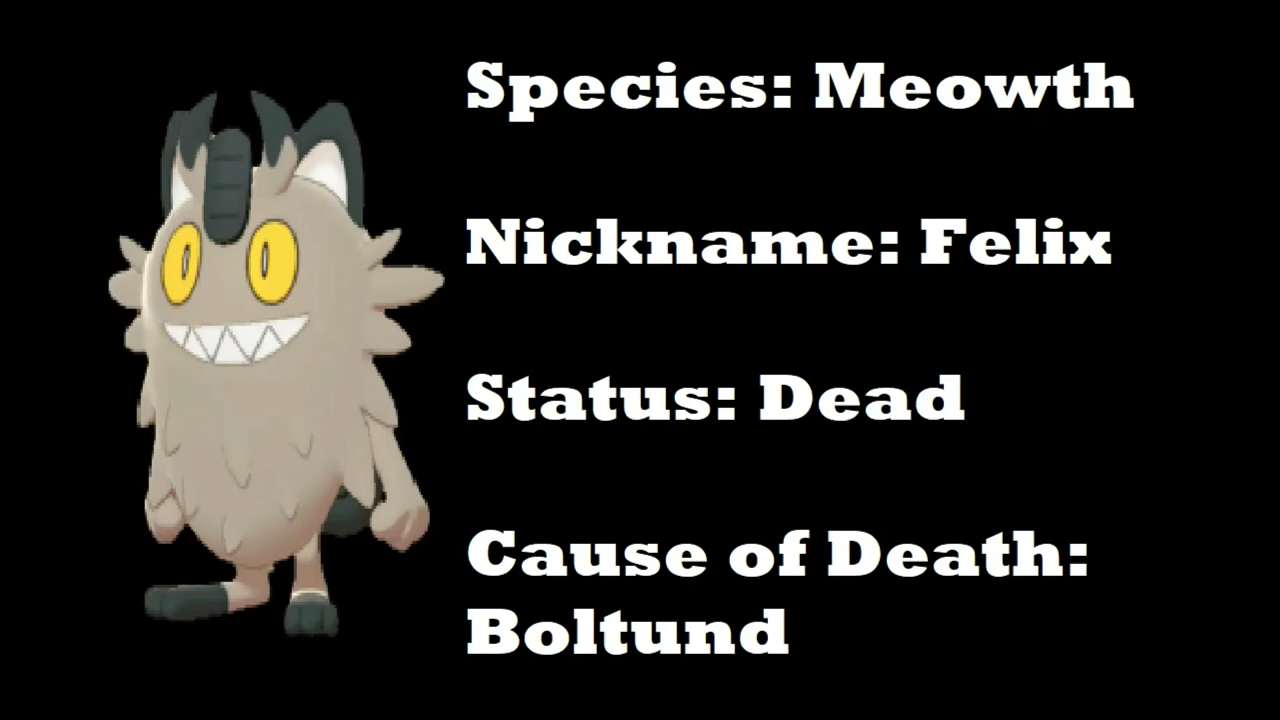 Species: Meowth
Nickname: Felix
Status: Dead
Cause of Death:
Boltund